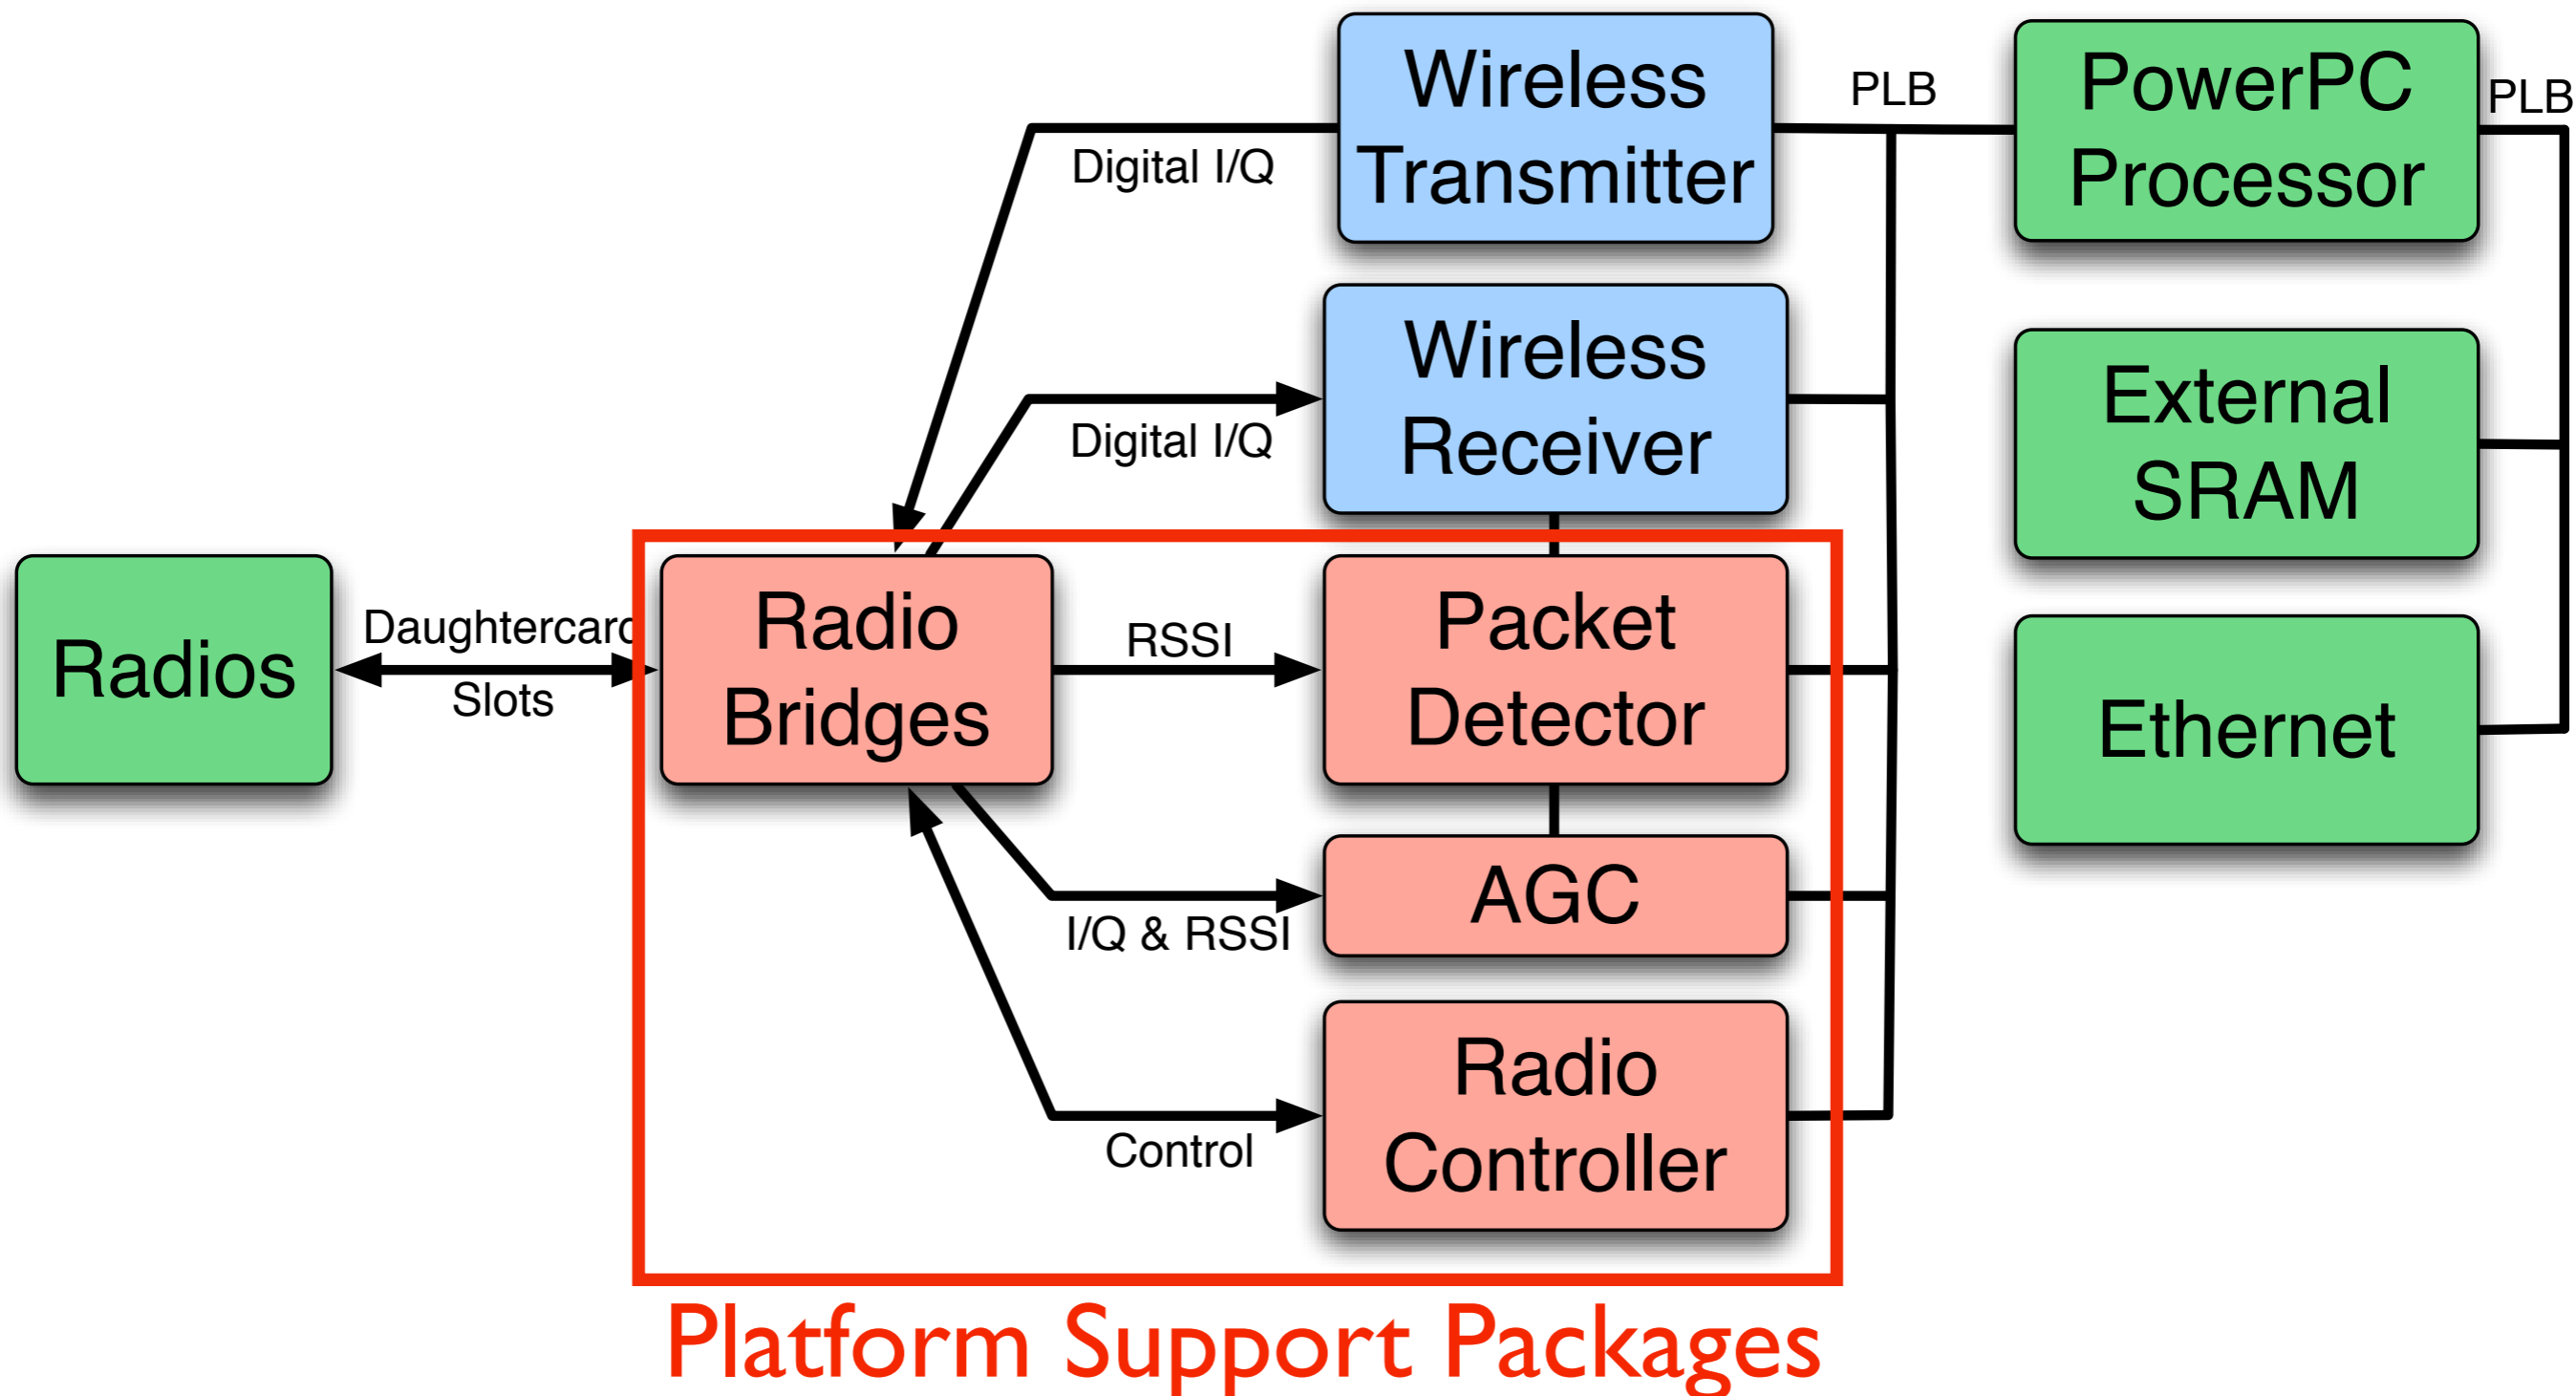 Wireless
Transmitter
PLB
PowerPC
Processor
PLB
Digital I/Q
Wireless
Receiver
Digital I/Q
External
SRAM
Radios
Daughtercard
Slots
Radio
Bridges
RSSI
Packet
Detector
Ethernet
I/Q & RSSI
AGC
Control
Radio
Controller
Platform Support Packages